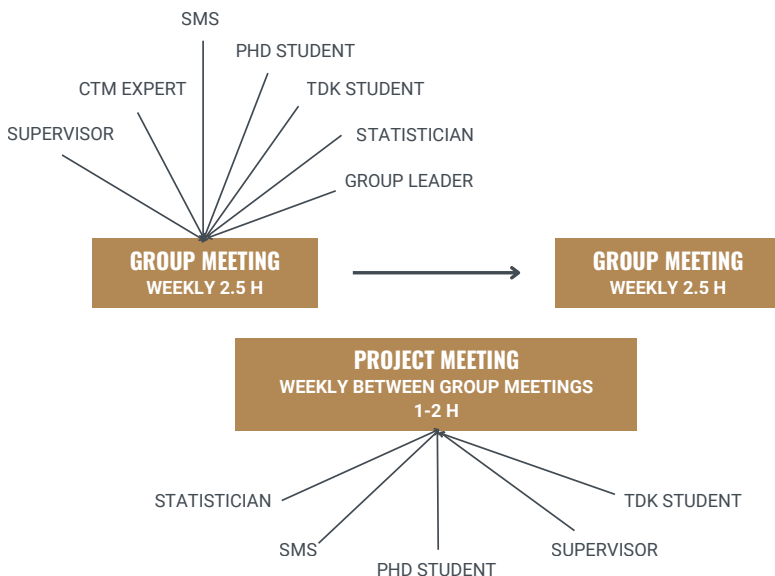 SMS
PHD STUDENT
CTM EXPERT
TDK STUDENT
SUPERVISOR
STATISTICIAN
GROUP LEADER
GROUP MEETING
WEEKLY 2.5 H
GROUP MEETING
WEEKLY 2.5 H
PROJECT MEETING
WEEKLY BETWEEN GROUP MEETINGS
1-2 H
STATISTICIAN
TDK STUDENT
SMS
SUPERVISOR
PHD STUDENT